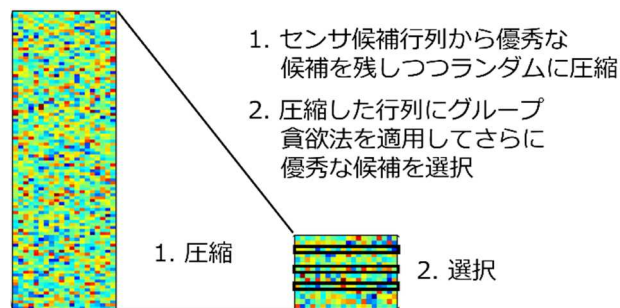 1. センサ候補行列から優秀な
候補を残しつつランダムに圧縮
2. 圧縮した行列にグループ
貪欲法を適用してさらに
優秀な候補を選択
1. 圧縮
2. 選択